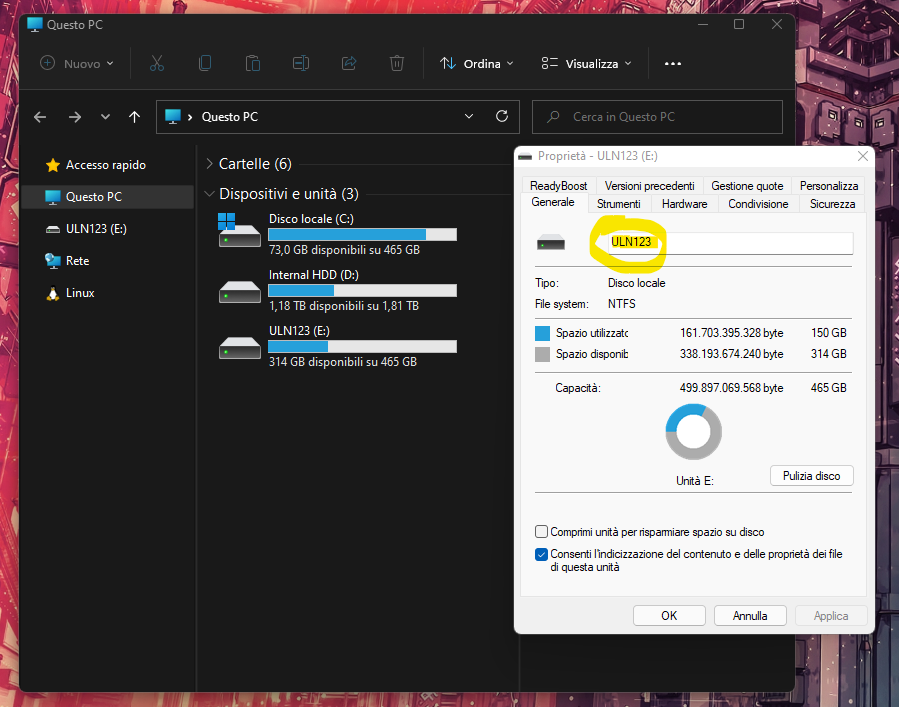 Questo PC
Nuovo
Ordina
Visualizza
Questo PC
Cerca in Questo PC
Accesso rapido
Questo PC
ULN123 (E:)
Rete
Linux
Cartelle (6)
Dispositivi e unità (3)
Disco locale (C:)
73,0 GB disponibili su 465 GB
Internal HDD (D:)
1,18 TB disponibili su 1,81 TB
ULN123 (E:)
314 GB disponibili su 465 GB
Proprietà - ULN123 (E:)
ReadyBoost Versioni precedenti Gestione quote Personalizza
Generale Strumenti Hardware Condivisione Sicurezza
ULN123
Tipo: Disco locale
File system: NTFS
Spazio utilizzato 161.703.395.328 byte 150 GB
Spazio disponib 338.193.674.240 byte 314 GB
Capacità: 499.897.069.568 byte 465 GB
Unità E:
Pulizia disco
Comprimi unità per risparmiare spazio su disco
Consenti l'indicizzazione del contenuto e delle proprietà dei file
di questa unità
OK Annulla Applica